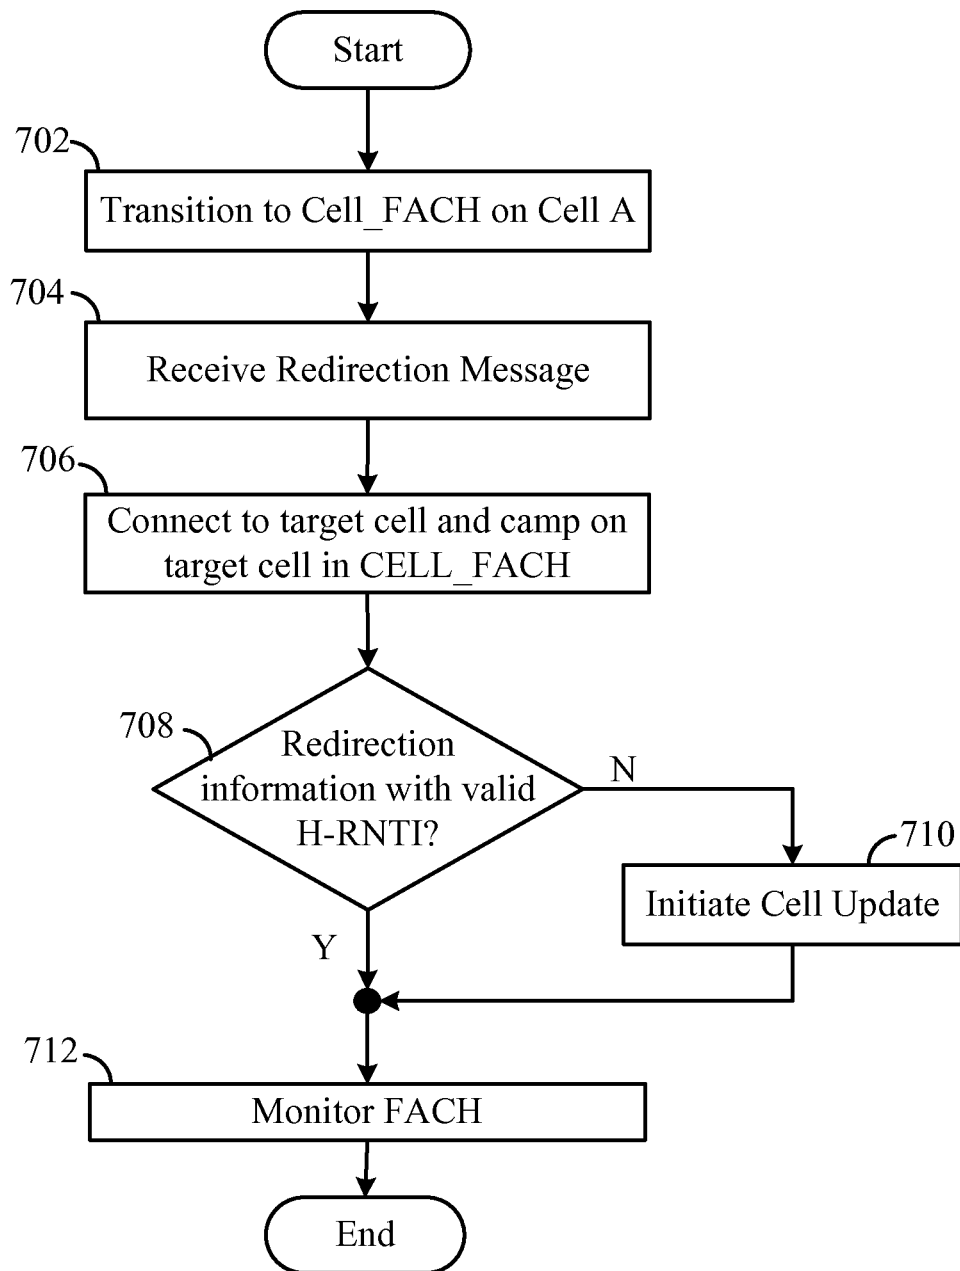 Start
702
Transition to Cell_FACH on Cell A
704
Receive Redirection Message
706
Connect to target cell and camp on
target cell in CELL_FACH
708
Redirection
information with valid
H-RNTI?
N
710
Initiate Cell Update
Y
712
Monitor FACH
End